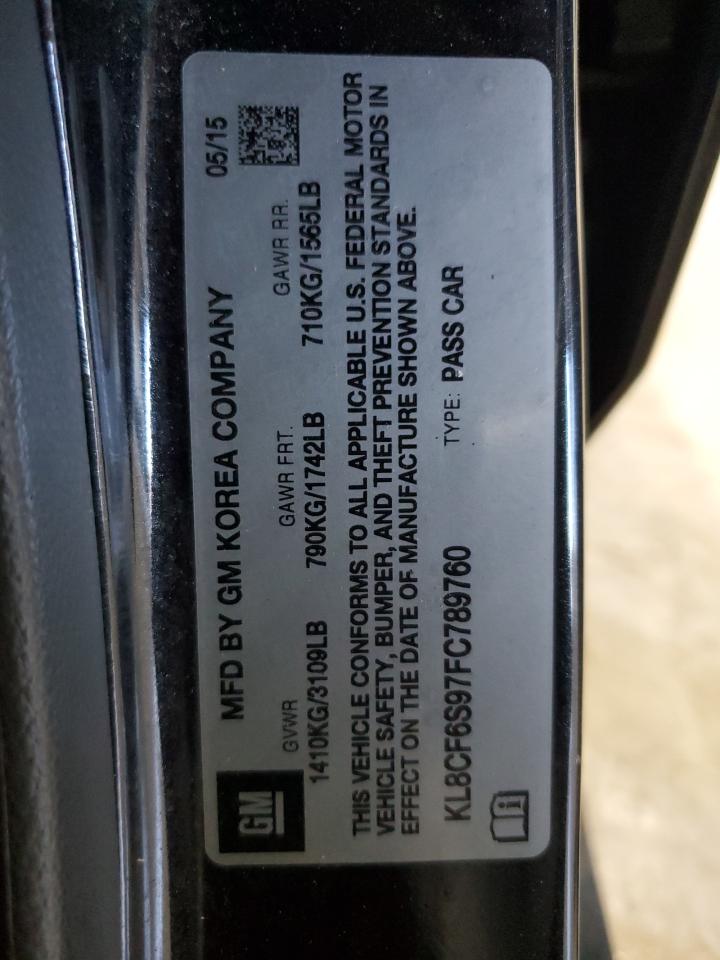 GM
MFD BY GM KOREA COMPANY 05/15
GVWR GAWR FRT. GAWR RR.
1410KG/3109LB 790KG/1742LB 710KG/1565LB
THIS VEHICLE CONFORMS TO ALL APPLICABLE U.S. FEDERAL MOTOR
VEHICLE SAFETY, BUMPER, AND THEFT PREVENTION STANDARDS IN
EFFECT ON THE DATE OF MANUFACTURE SHOWN ABOVE.
KL8CF6S97FC789760 TYPE: PASS CAR